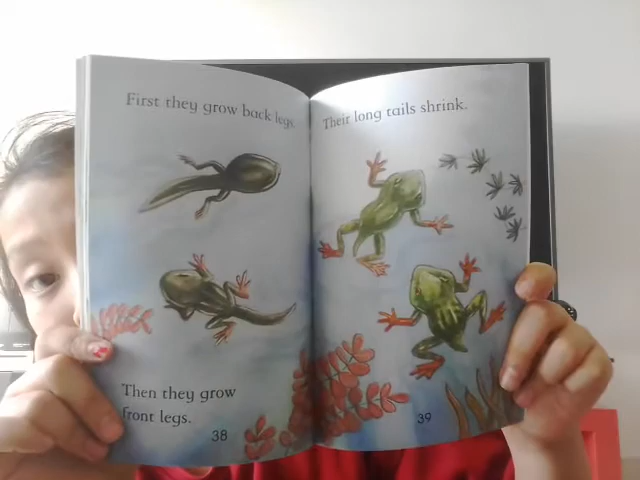 First they grow back legs.
Then they grow
front legs.
38
Their long tails shrink.
39